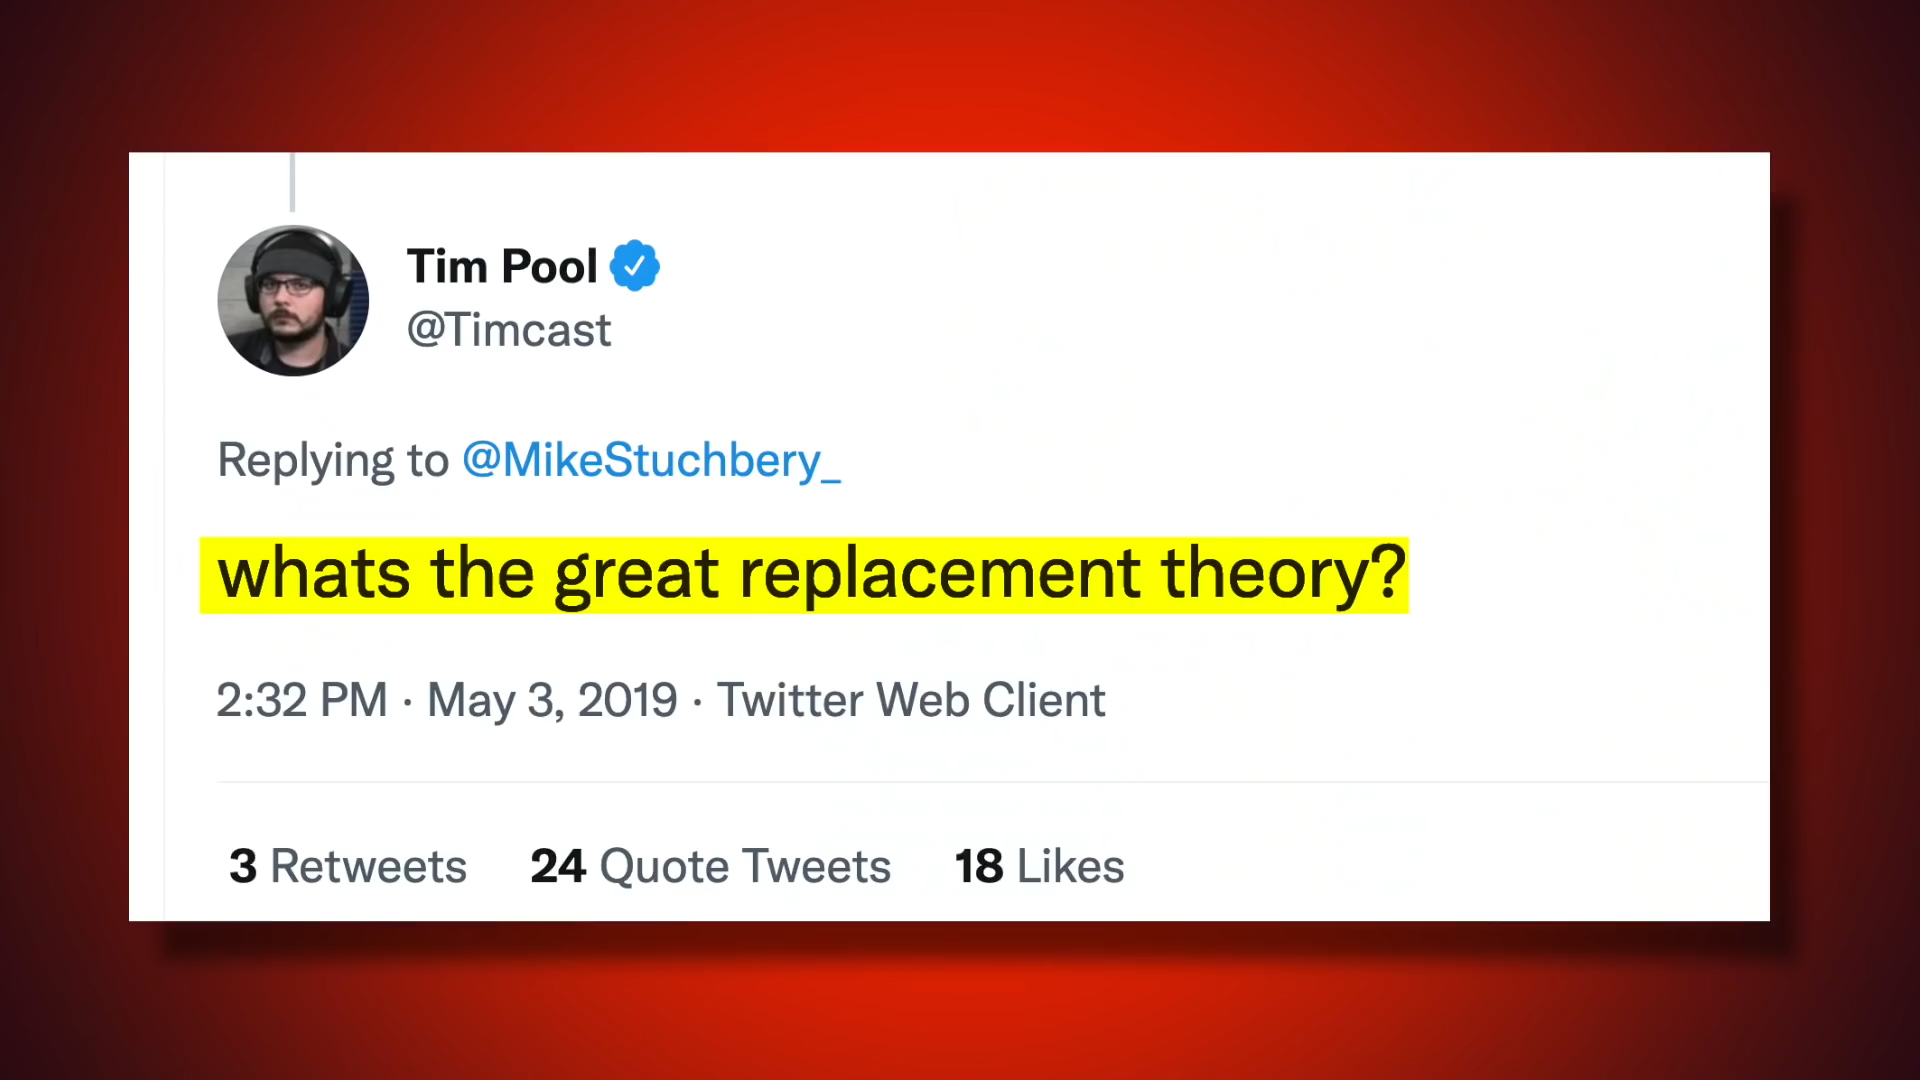 Tim Pool
@Timcast
Replying to @MikeStuchbery_
whats the great replacement theory?
2:32 PM · May 3, 2019 · Twitter Web Client
3 Retweets 24 Quote Tweets 18 Likes